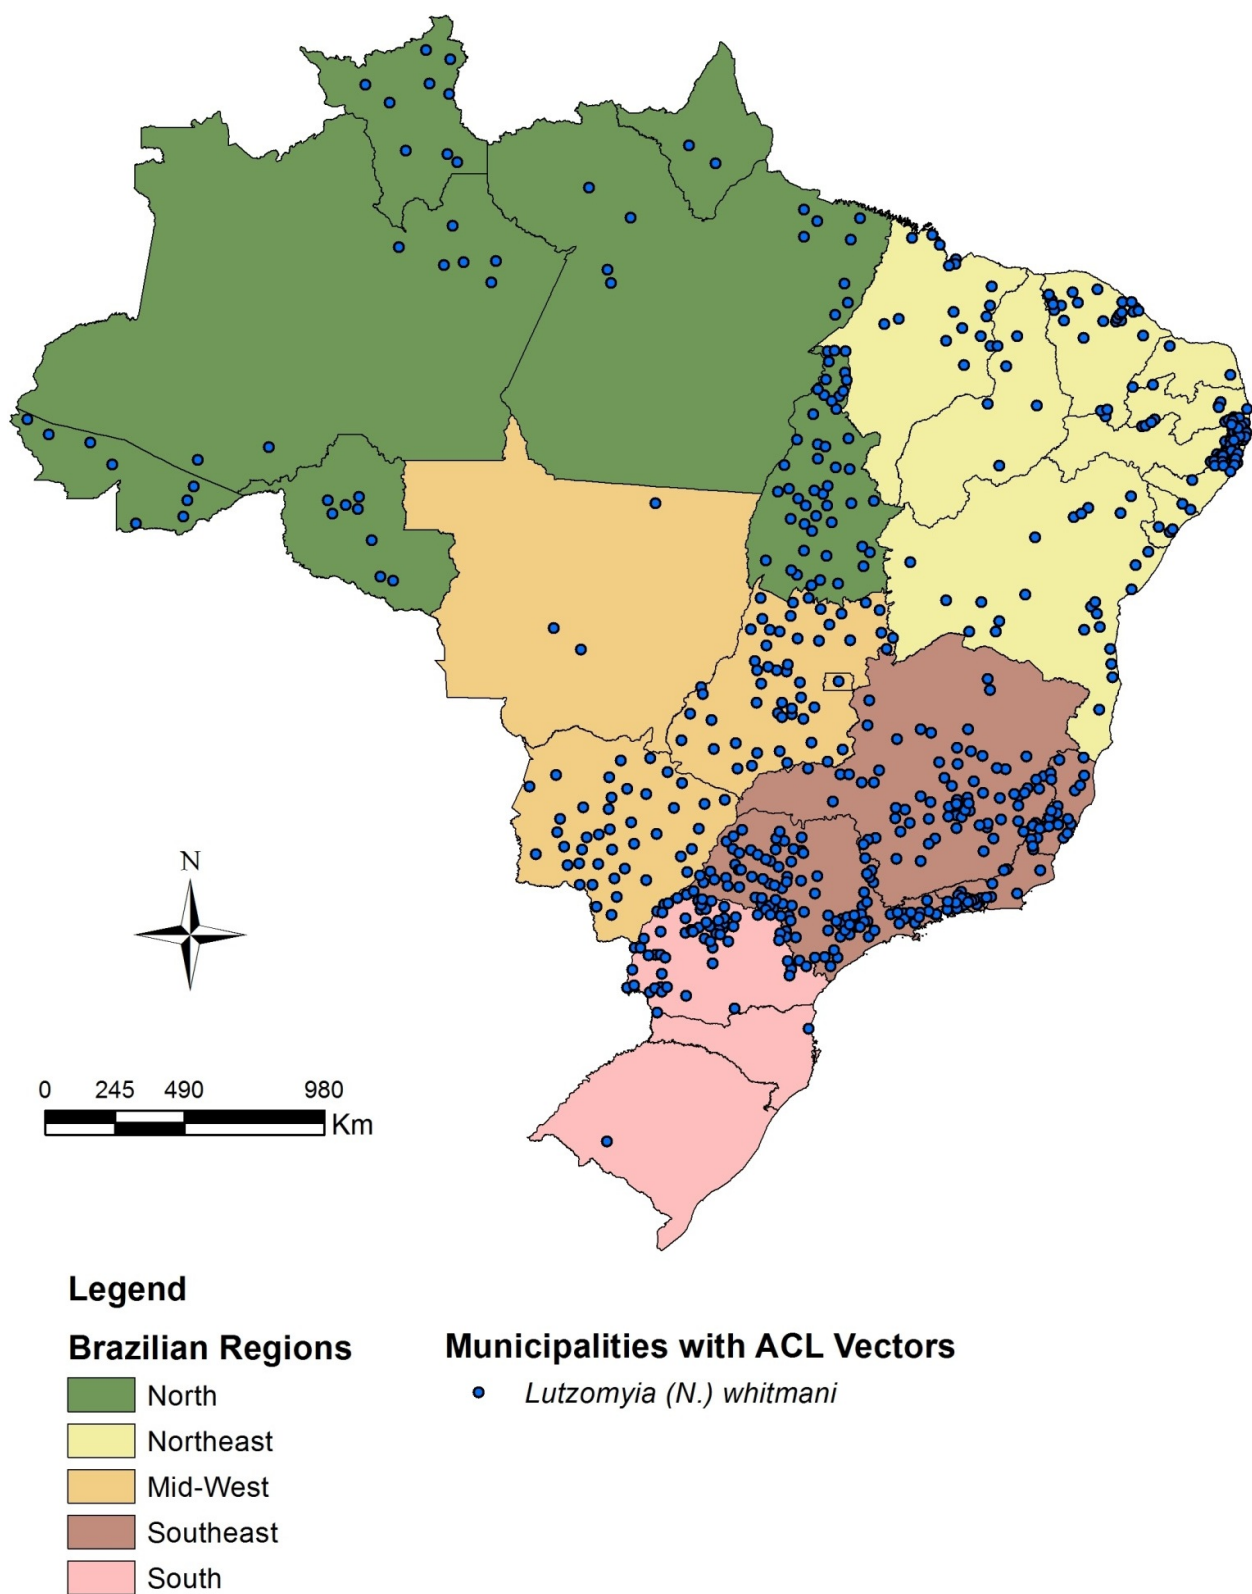 N
0 245 490 980
Km
Legend
Brazilian Regions
North
Northeast
Mid-West
Southeast
South
Municipalities with ACL Vectors
Lutzomyia (N.) whitmani